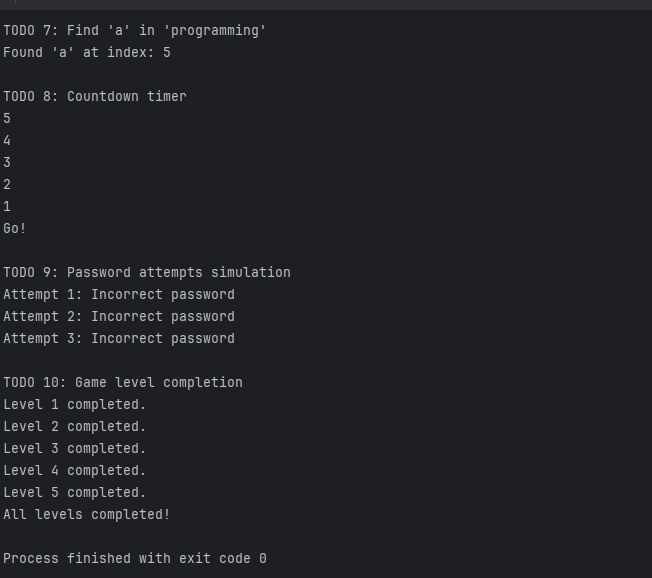 TODO 7: Find 'a' in 'programming'
Found 'a' at index: 5
TODO 8: Countdown timer
5
4
3
2
1
Go!
TODO 9: Password attempts simulation
Attempt 1: Incorrect password
Attempt 2: Incorrect password
Attempt 3: Incorrect password
TODO 10: Game level completion
Level 1 completed.
Level 2 completed.
Level 3 completed.
Level 4 completed.
Level 5 completed.
All levels completed!
Process finished with exit code 0